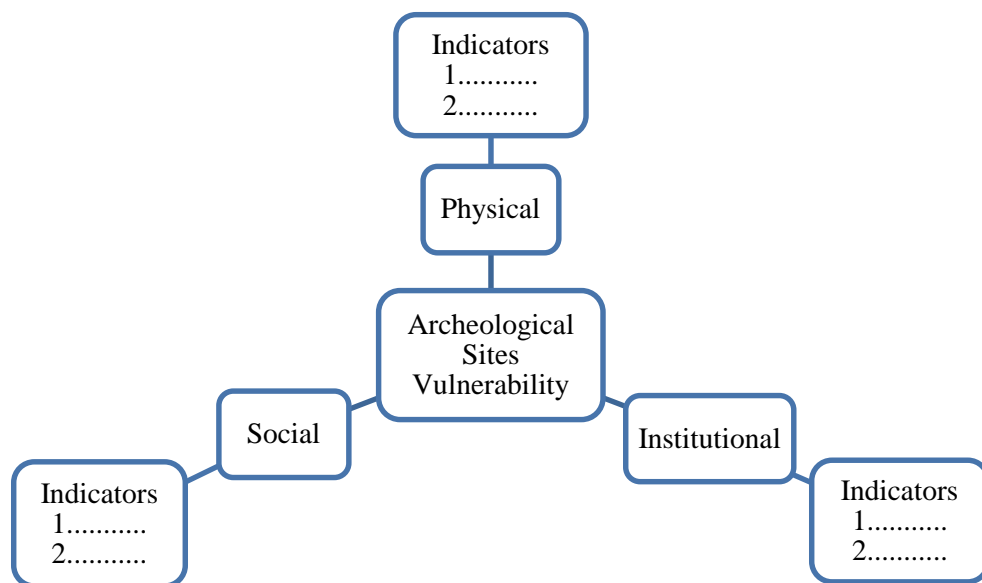 Indicators
1...........
2...........
Physical
Archeological
Sites
Vulnerability
Social
Institutional
Indicators
1...........
2...........
Indicators
1...........
2...........